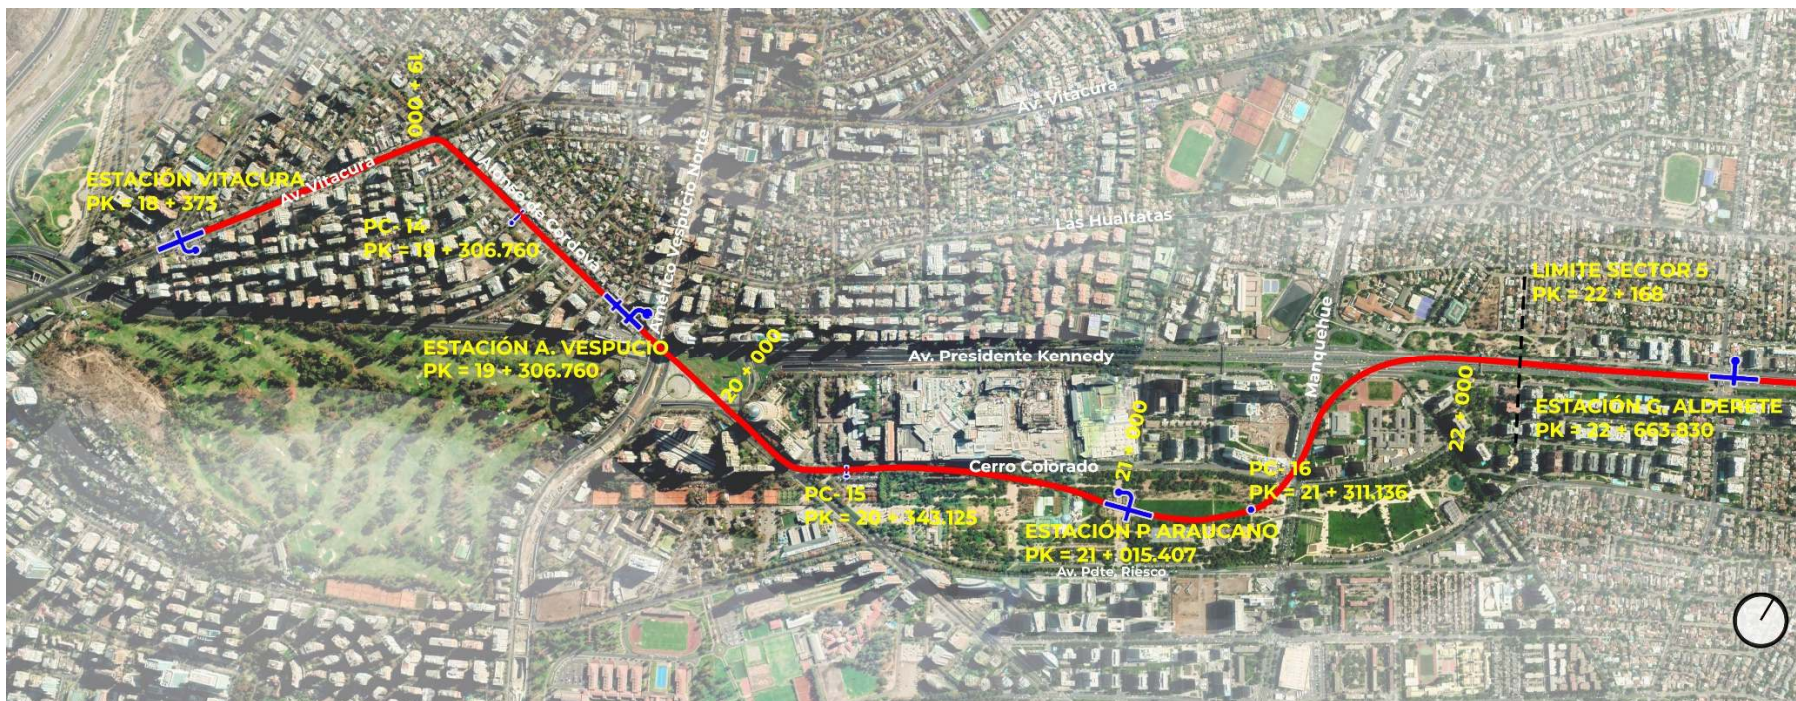 19 + 000
Av. Vitacura
ESTACIÓN VITACURA
PK = 18 + 373
Av. Vitacura
Alonso de Córdova
Américo Vespucio Norte
PC- 14
PK = 19 + 306.760
Las Hualtatas
LIMITE SECTOR 5
PK = 22 + 168
ESTACIÓN A. VESPUCIO
PK = 19 + 306.760
20 + 000
Av. Presidente Kennedy
Manquehue
21 + 000
22 + 000
ESTACIÓN G. ALDERETE
PK = 22 + 663.830
Cerro Colorado
PC- 15
PK = 20 + 343.125
PC- 16
PK = 21 + 311.136
ESTACIÓN P ARAUCANO
PK = 21 + 015.407
Av. Pdte, Riesco